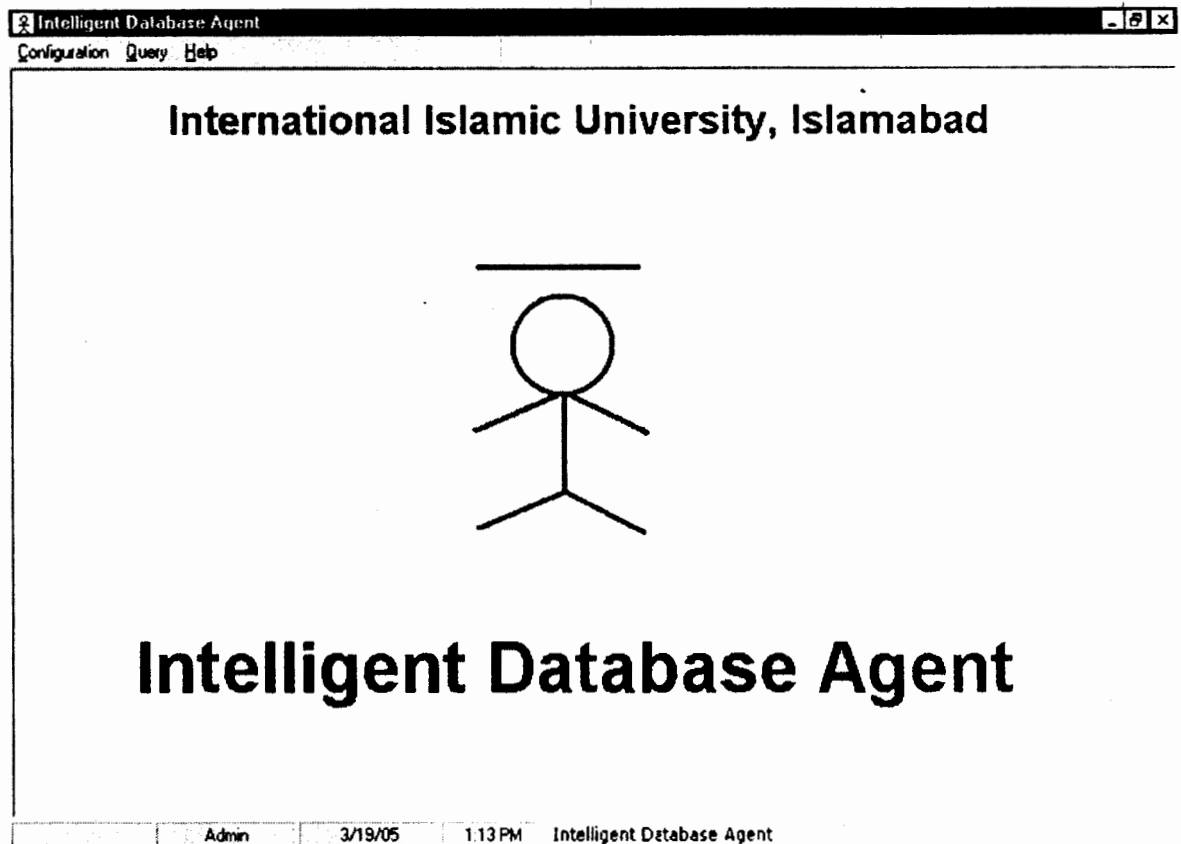 Intelligent Database Agent
Configuration Query Help
International Islamic University, Islamabad
Intelligent Database Agent
Admin 3/19/05 1:13 PM Intelligent Database Agent